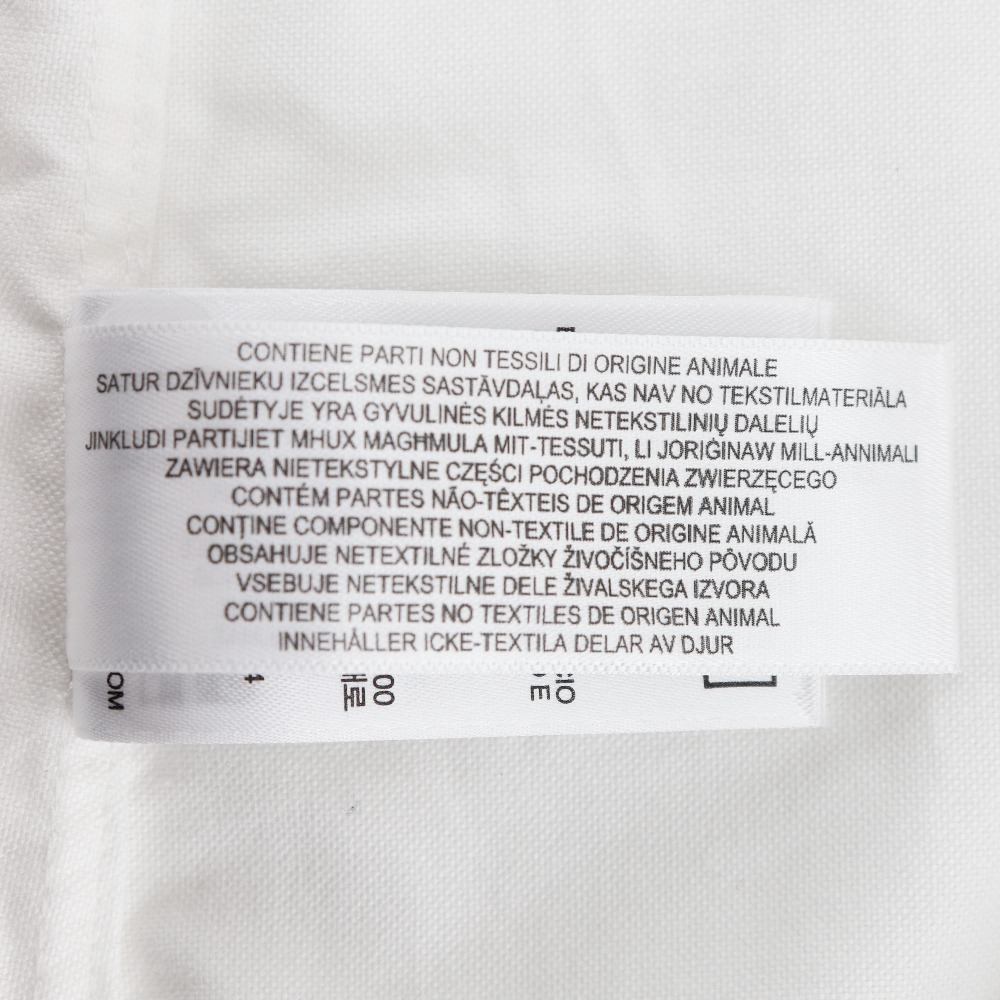 CONTIENE PARTI NON TESSILI DI ORIGINE ANIMALE
SATUR DZĪVNIEKU IZCELSMES SASTĀVDAĻAS, KAS NAV NO TEKSTILMATERIĀLA
SUDĖTYJE YRA GYVULINĖS KILMĖS NETEKSTILINIŲ DALELIŲ
JINKLUDI PARTIJIET MHUX MAGĦMULA MIT-TESSUTI, LI JORIĠINAW MILL-ANNIMALI
ZAWIERA NIETEKSTYLNE CZĘŚCI POCHODZENIA ZWIERZĘCEGO
CONTÉM PARTES NÃO-TÊXTEIS DE ORIGEM ANIMAL
CONȚINE COMPONENTE NON-TEXTILE DE ORIGINE ANIMALĂ
OBSAHUJE NETEXTILNÉ ZLOŽKY ŽIVOČÍŠNEHO PÔVODU
VSEBUJE NETEKSTILNE DELE ŽIVALSKEGA IZVORA
CONTIENE PARTES NO TEXTILES DE ORIGEN ANIMAL
INNEHÅLLER ICKE-TEXTILA DELAR AV DJUR
OM
00